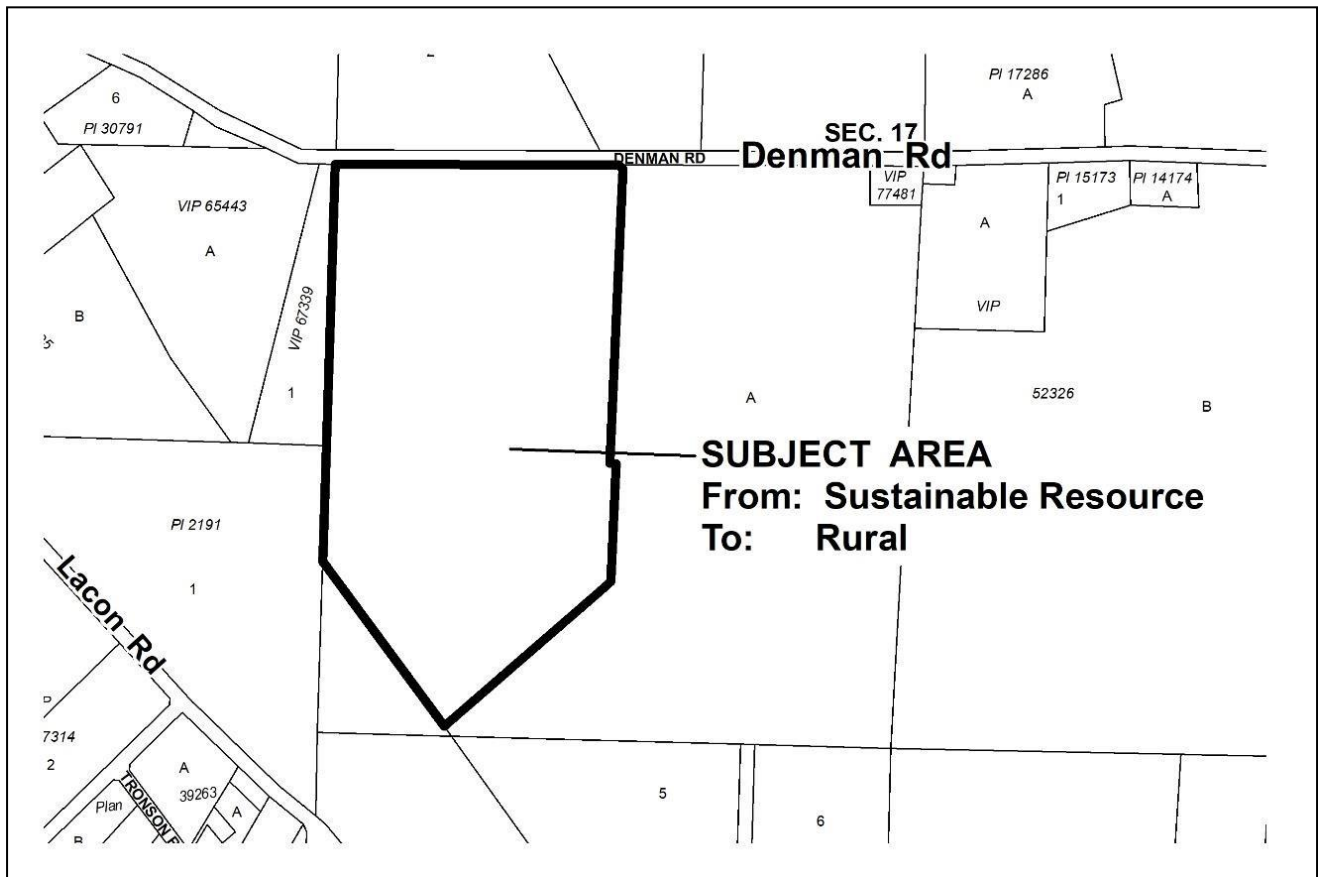 PI 17286
A
6
PI 30791
SEC. 17
DENMAN RD
Denman Rd
VIP
77481
PI 15173
1
PI 14174
A
VIP 65443
A
A
VIP 67339
VIP
B
1
A
52326
B
SUBJECT AREA
From: Sustainable Resource
To: Rural
PI 2191
1
Lacon Rd
7314
2
A
39263
A
Plan
TRONSON
B
5
6